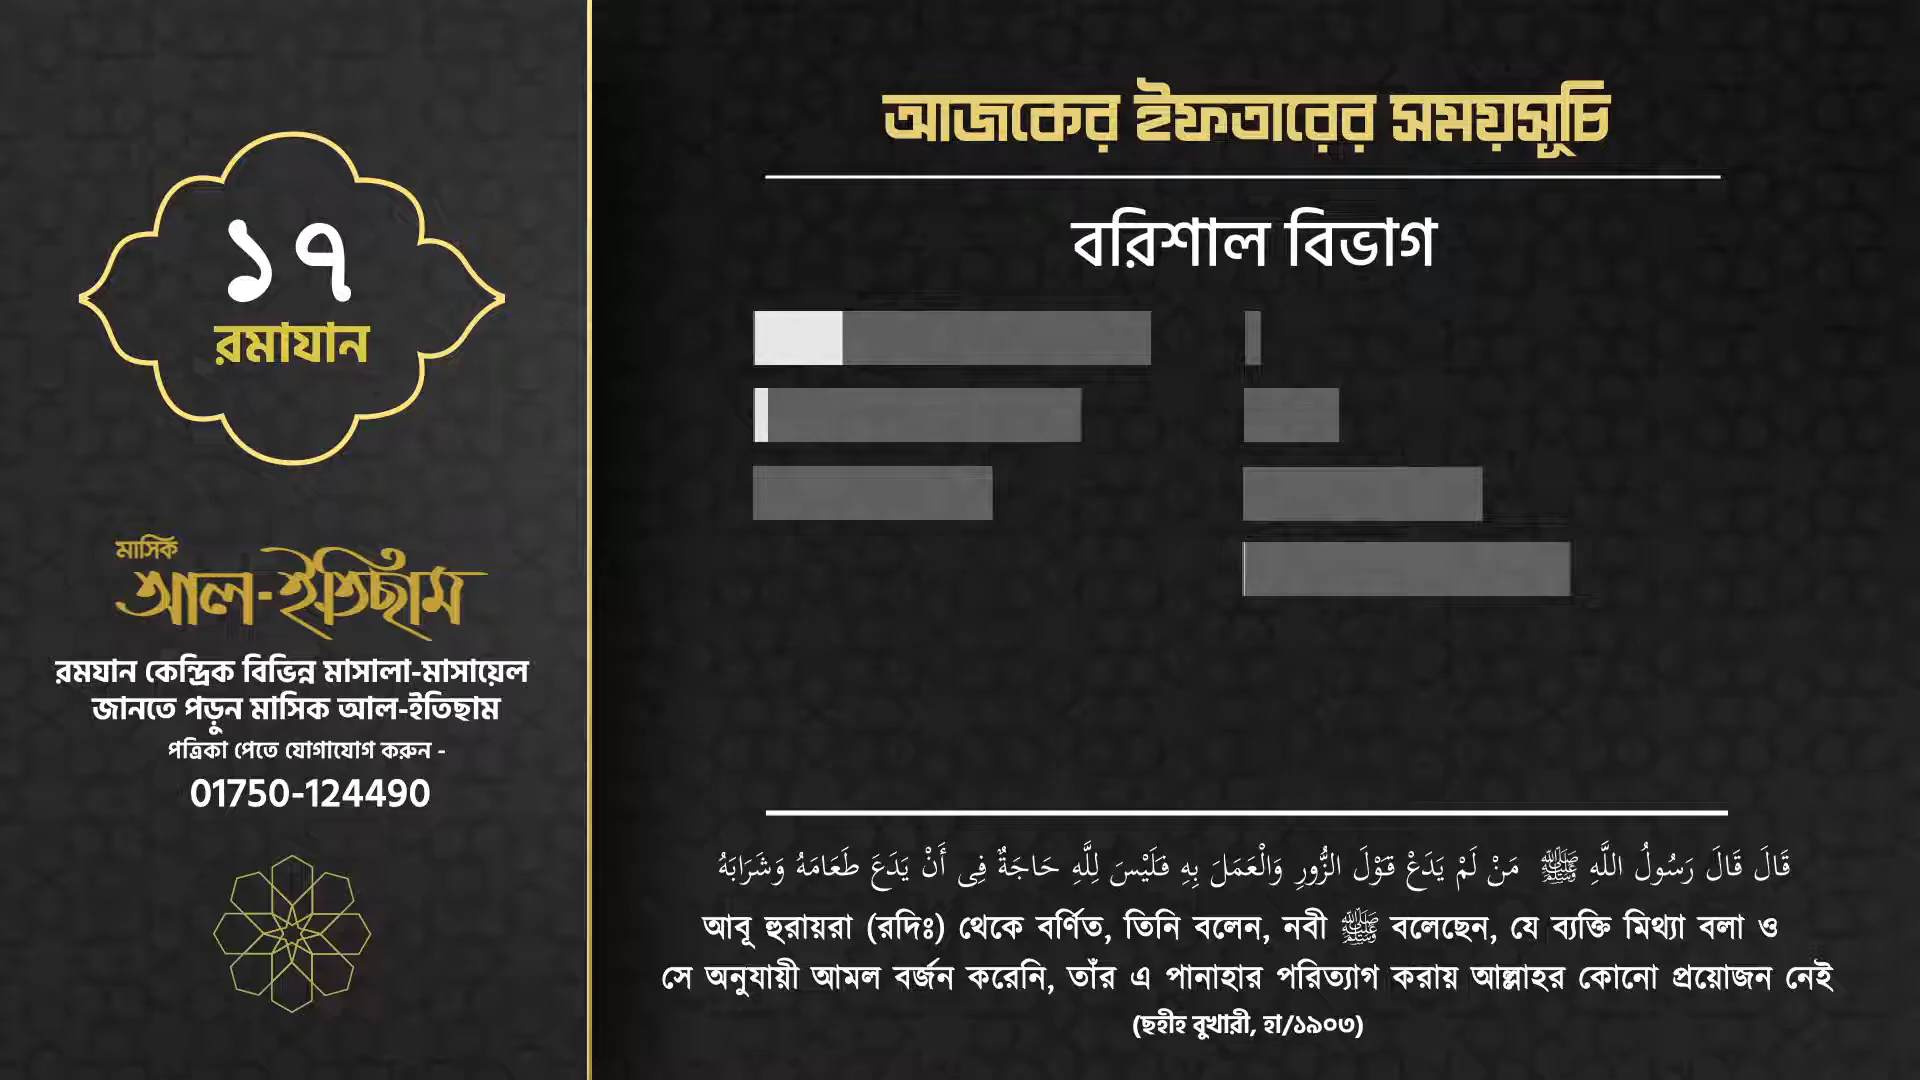 ১৭
রমাযান
মাসিক
আল-ইতিছাম
রমযান কেন্দ্রিক বিভিন্ন মাসালা-মাসায়েল
জানতে পড়ুন মাসিক আল-ইতিছাম
পত্রিকা পেতে যোগাযোগ করুন -
01750-124490
আজকের ইফতারের সময়সূচি
বরিশাল বিভাগ
قَالَ قَالَ رَسُولُ اللَّهِ ﷺ مَنْ لَمْ يَدَعْ قَوْلَ الزُّورِ وَالْعَمَلَ بِهِ فَلَيْسَ لِلَّهِ حَاجَةٌ فِى أَنْ يَدَعَ طَعَامَهُ وَشَرَابَهُ
আবূ হুরায়রা (রদিঃ) থেকে বর্ণিত, তিনি বলেন, নবী ﷺ বলেছেন, যে ব্যক্তি মিথ্যা বলা ও
সে অনুযায়ী আমল বর্জন করেনি, তাঁর এ পানাহার পরিত্যাগ করায় আল্লাহর কোনো প্রয়োজন নেই
(ছহীহ বুখারী, হা/১৯০৩)